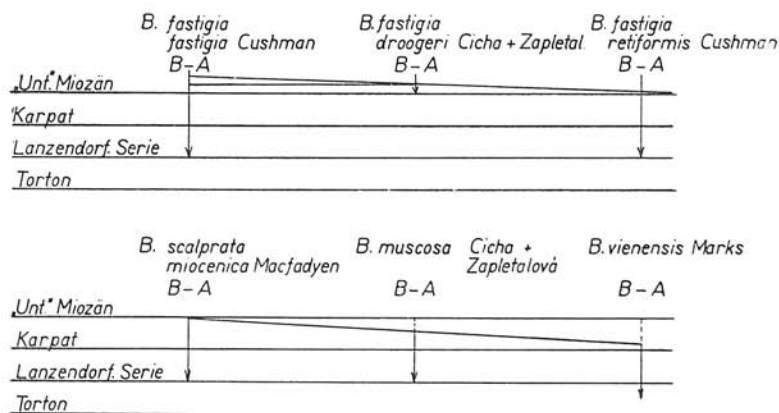 B. fastigia B. fastigia B. fastigia
fastigia Cushman droogeri Cicha + Zapletal. retiformis Cushman
B-A B-A B-A
„Unt." Miozän
Karpat
Lanzendorf. Serie
Torton
B. scalprata B. muscosa Cicha + B. vienensis Marks
miocenica Macfadyen Zapletalová
B-A B-A B-A
„Unt." Miozän
Karpat
Lanzendorf. Serie
Torton